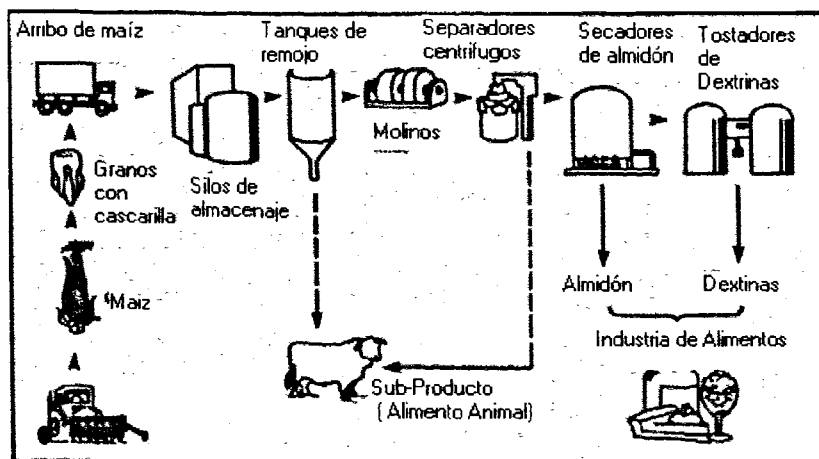 Arribo de maíz
Tanques de
remojo
Separadores
centrífugos
Secadores
de almidón
Tostadores
de
Dextrinas
Molinos
Granos
con
cascarilla
Silos de
almacenaje
Maiz
Almidón
Dextinas
Industria de Alimentos
Sub-Producto
( Alimento Animal)